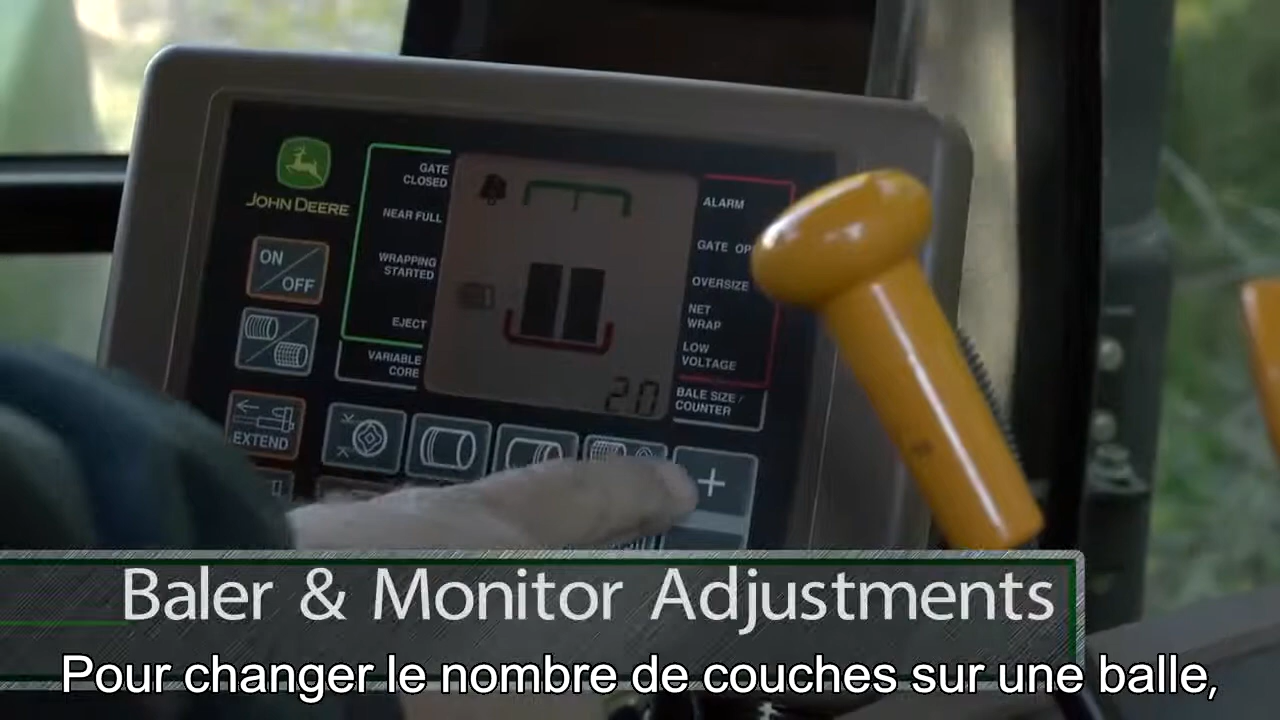 JOHN DEERE
ON
OFF
EXTEND
GATE
CLOSED
NEAR FULL
WRAPPING
STARTED
EJECT
VARIABLE
CORE
20
ALARM
GATE
OVERSIZE
NET
WRAP
LOW
VOLTAGE
BALE SIZE /
COUNTER
+
Baler & Monitor Adjustments
Pour changer le nombre de couches sur une balle,